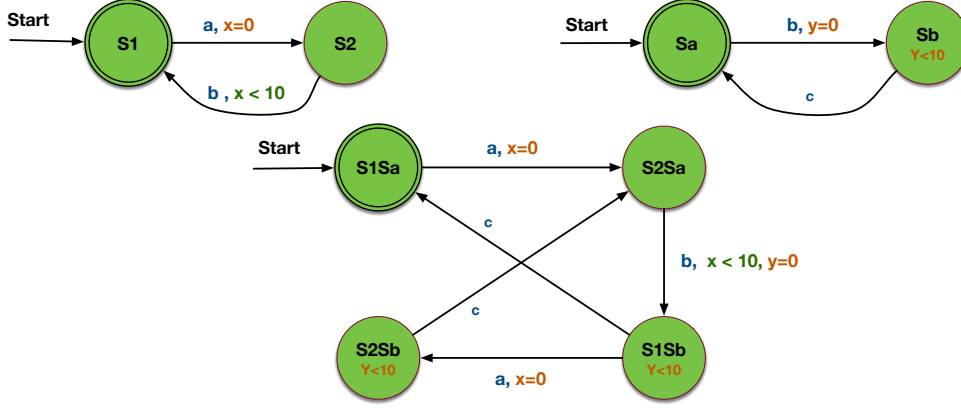 Start
a, x=0
S1
S2
b , x < 10
Start
b, y=0
Sa
Sb
Y<10
c
Start
a, x=0
S1Sa
S2Sa
c
b, x < 10, y=0
c
S2Sb
Y<10
S1Sb
Y<10
a, x=0